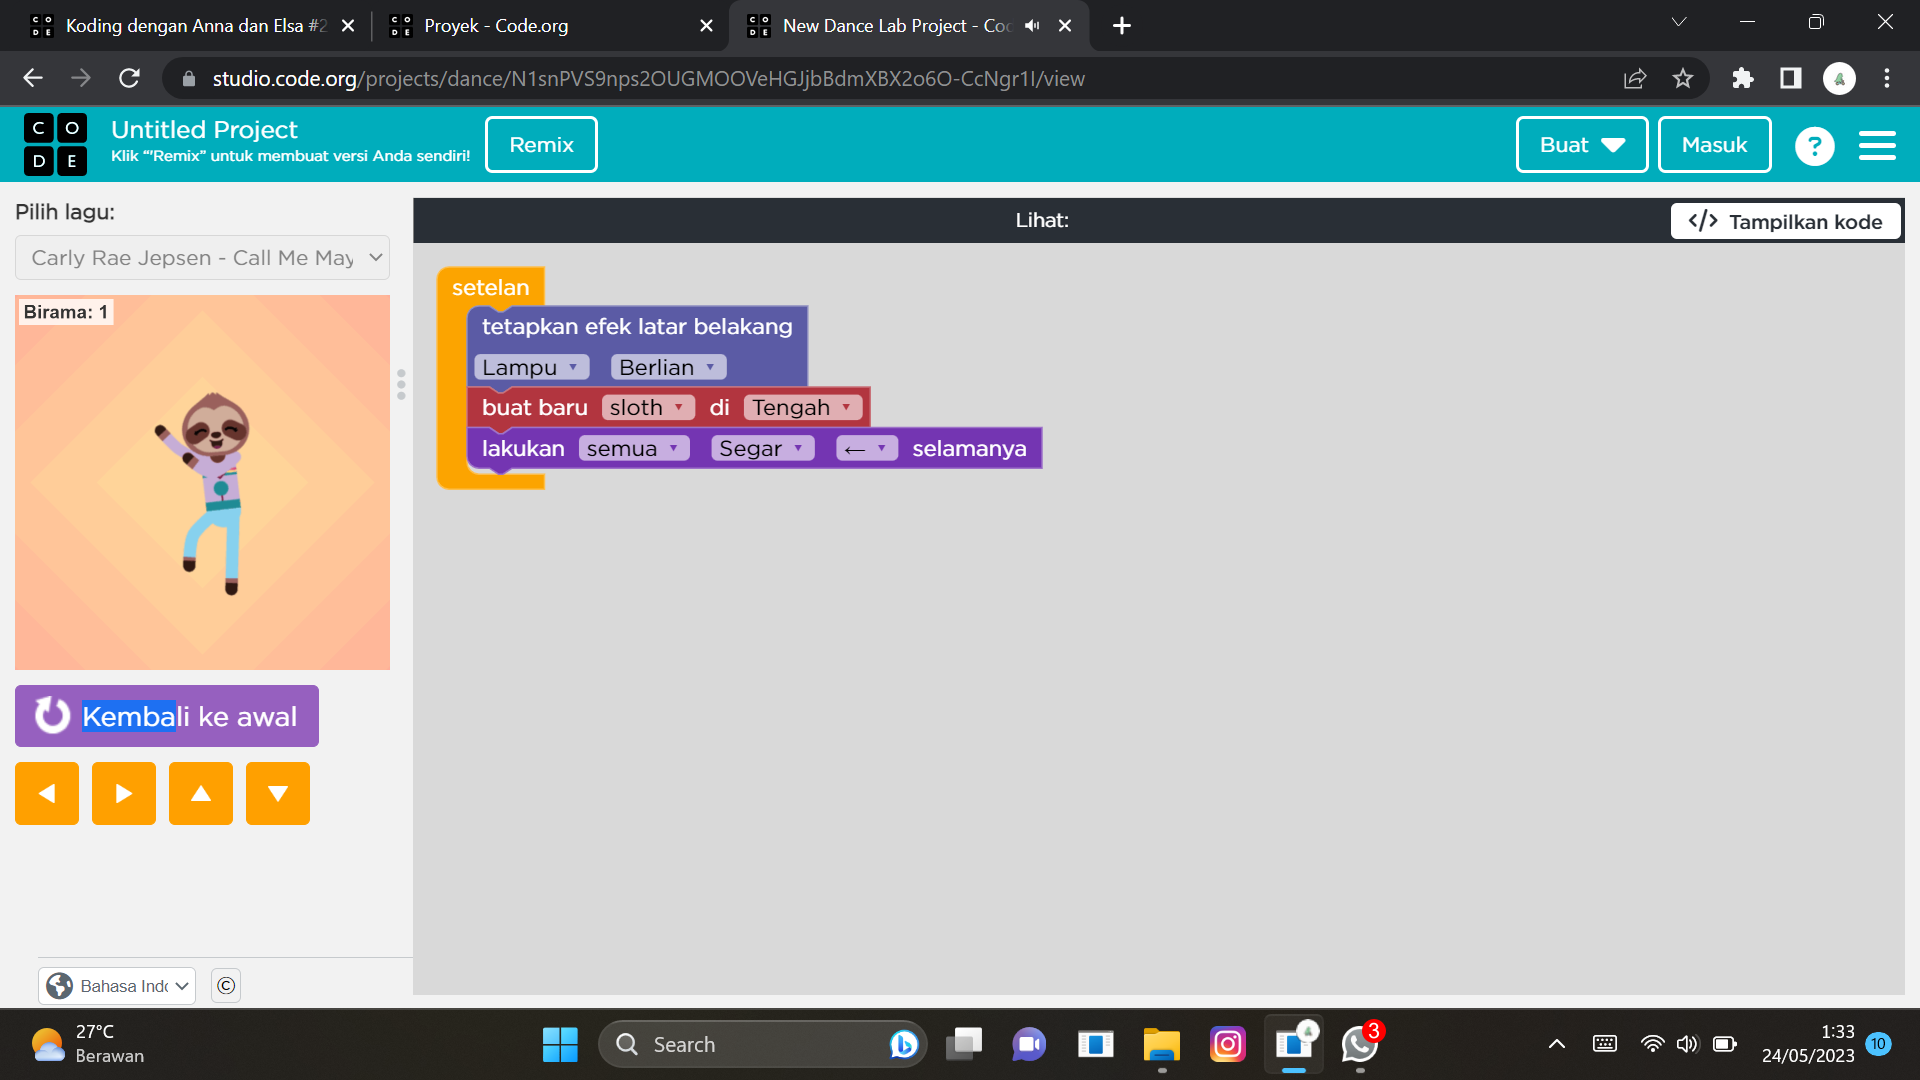 Koding dengan Anna dan Elsa #2
Proyek - Code.org
New Dance Lab Project - Coc
studio.code.org/projects/dance/N1snPVS9nps2OUGMOOVeHGJjbBdmXBX2o6O-CcNgr1I/view
C O D E
Untitled Project
Klik “"Remix” untuk membuat versi Anda sendiri!
Remix
Buat
Masuk
?
Pilih lagu:
Carly Rae Jepsen - Call Me May
Lihat:
</> Tampilkan kode
Birama: 1
setelan
tetapkan efek latar belakang
Lampu Berlian
buat baru sloth di Tengah
lakukan semua Segar ← selamanya
Kembali ke awal
Bahasa Indo
©
27°C
Berawan
Search
3
1:33
24/05/2023
10